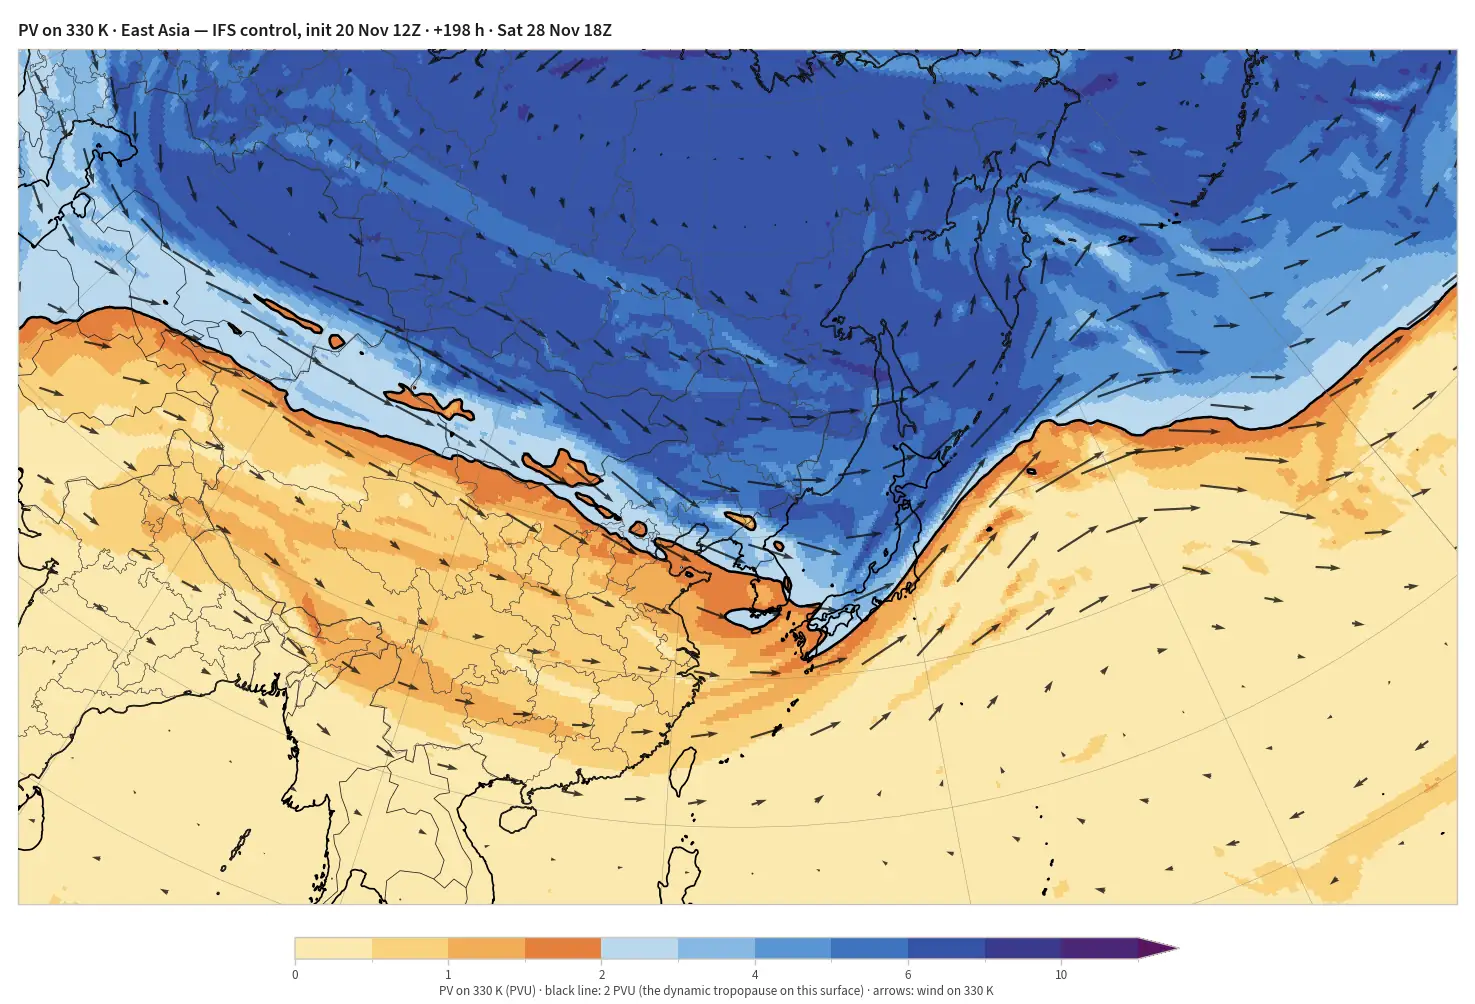 PV on 330 K · East Asia — IFS control, init 20 Nov 12Z · +198 h · Sat 28 Nov 18Z
0 1 2 4 6 10
PV on 330 K (PVU) · black line: 2 PVU (the dynamic tropopause on this surface) · arrows: wind on 330 K